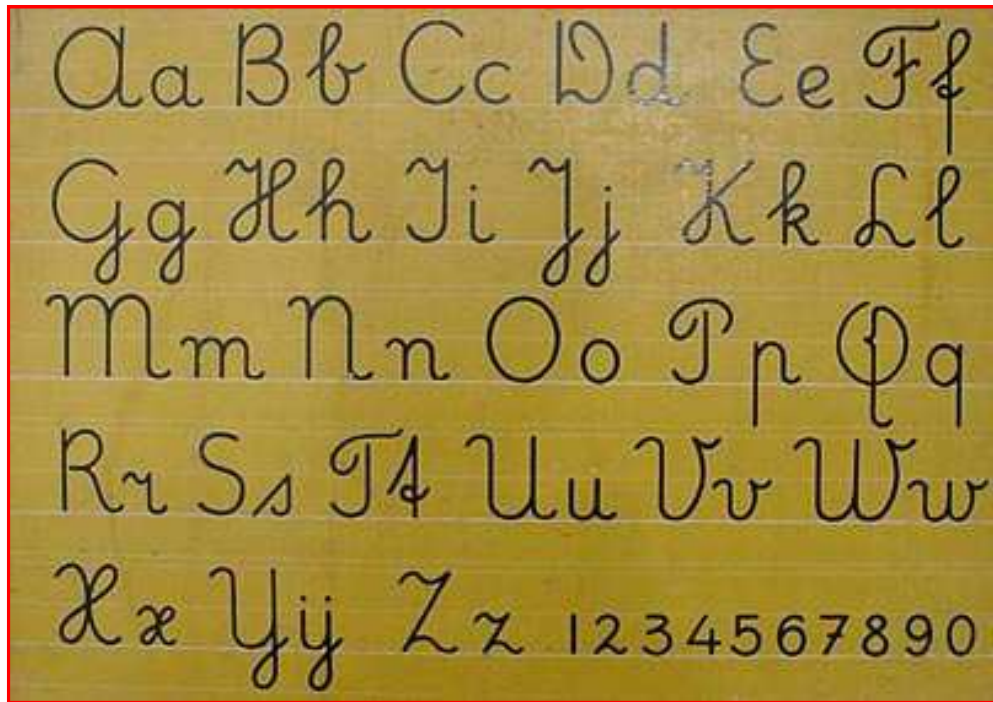 Aa Bb Cc Dd Ee Ff
Gg Hh Ii Jj Kk Ll
Mm Nn Oo Pp Qq
Rr Ss Tt Uu Vv Ww
Xx Yij Zz 1234567890